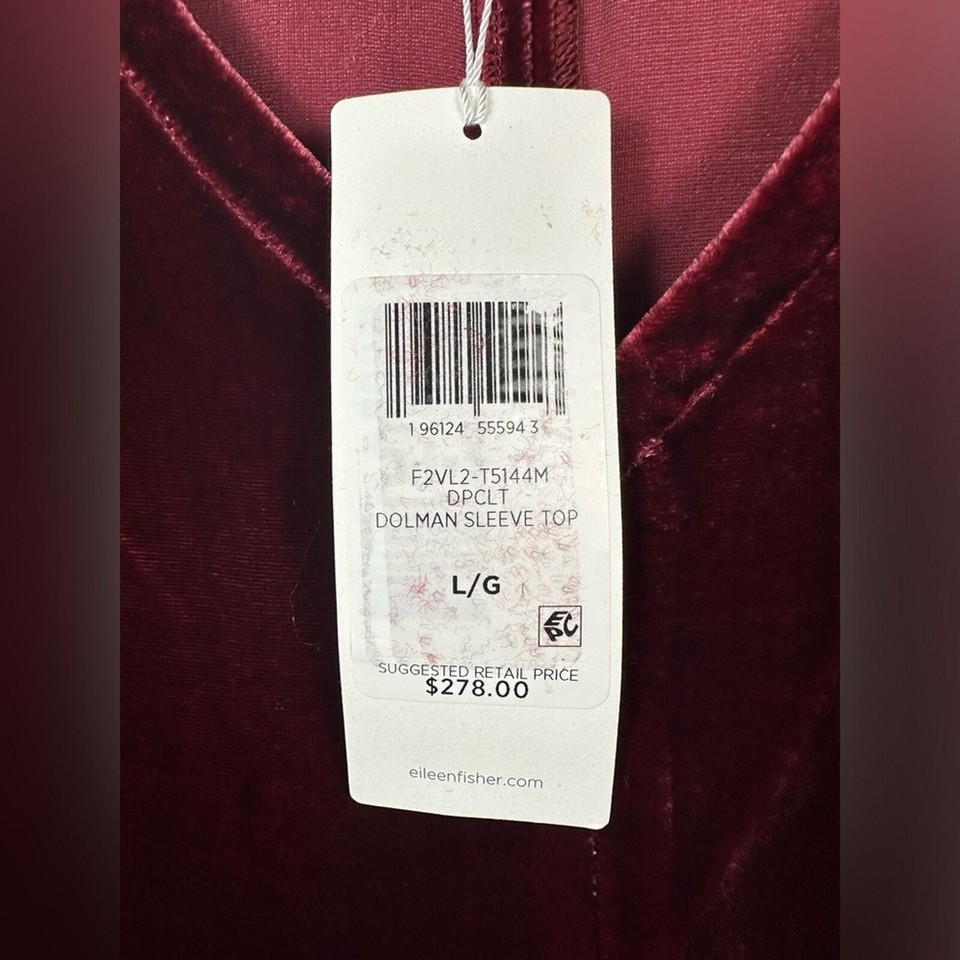 1 96124 55594 3
F2VL2-T5144M
DPCLT
DOLMAN SLEEVE TOP
L/G
EPC
SUGGESTED RETAIL PRICE
$278.00
eileenfisher.com